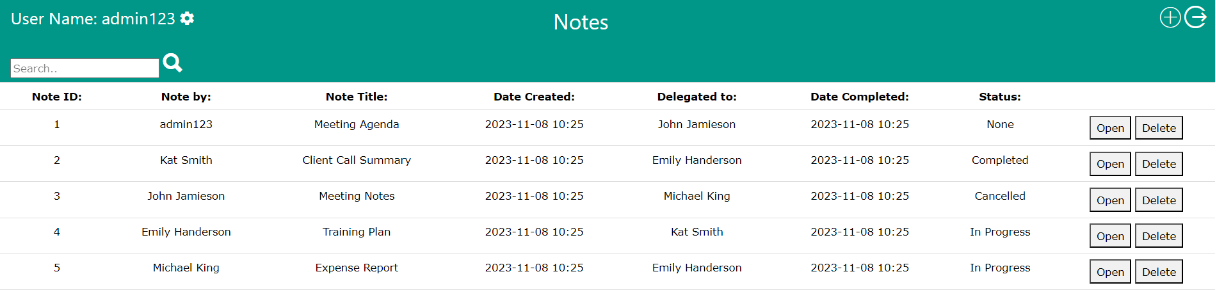 User Name: admin123
Notes
Search..
Note ID: Note by: Note Title: Date Created: Delegated to: Date Completed: Status:
1 admin123 Meeting Agenda 2023-11-08 10:25 John Jamieson 2023-11-08 10:25 None Open Delete
2 Kat Smith Client Call Summary 2023-11-08 10:25 Emily Handerson 2023-11-08 10:25 Completed Open Delete
3 John Jamieson Meeting Notes 2023-11-08 10:25 Michael King 2023-11-08 10:25 Cancelled Open Delete
4 Emily Handerson Training Plan 2023-11-08 10:25 Kat Smith 2023-11-08 10:25 In Progress Open Delete
5 Michael King Expense Report 2023-11-08 10:25 Emily Handerson 2023-11-08 10:25 In Progress Open Delete